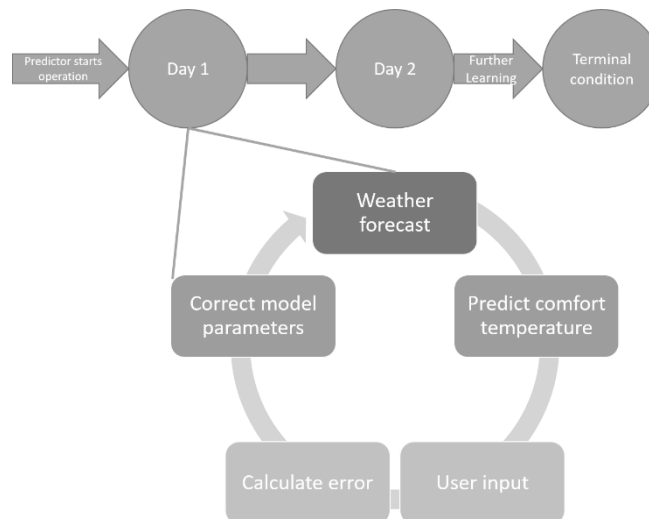 Predictor starts
operation
Day 1
Day 2
Further
Learning
Terminal
condition
Weather
forecast
Predict comfort
temperature
User input
Calculate error
Correct model
parameters